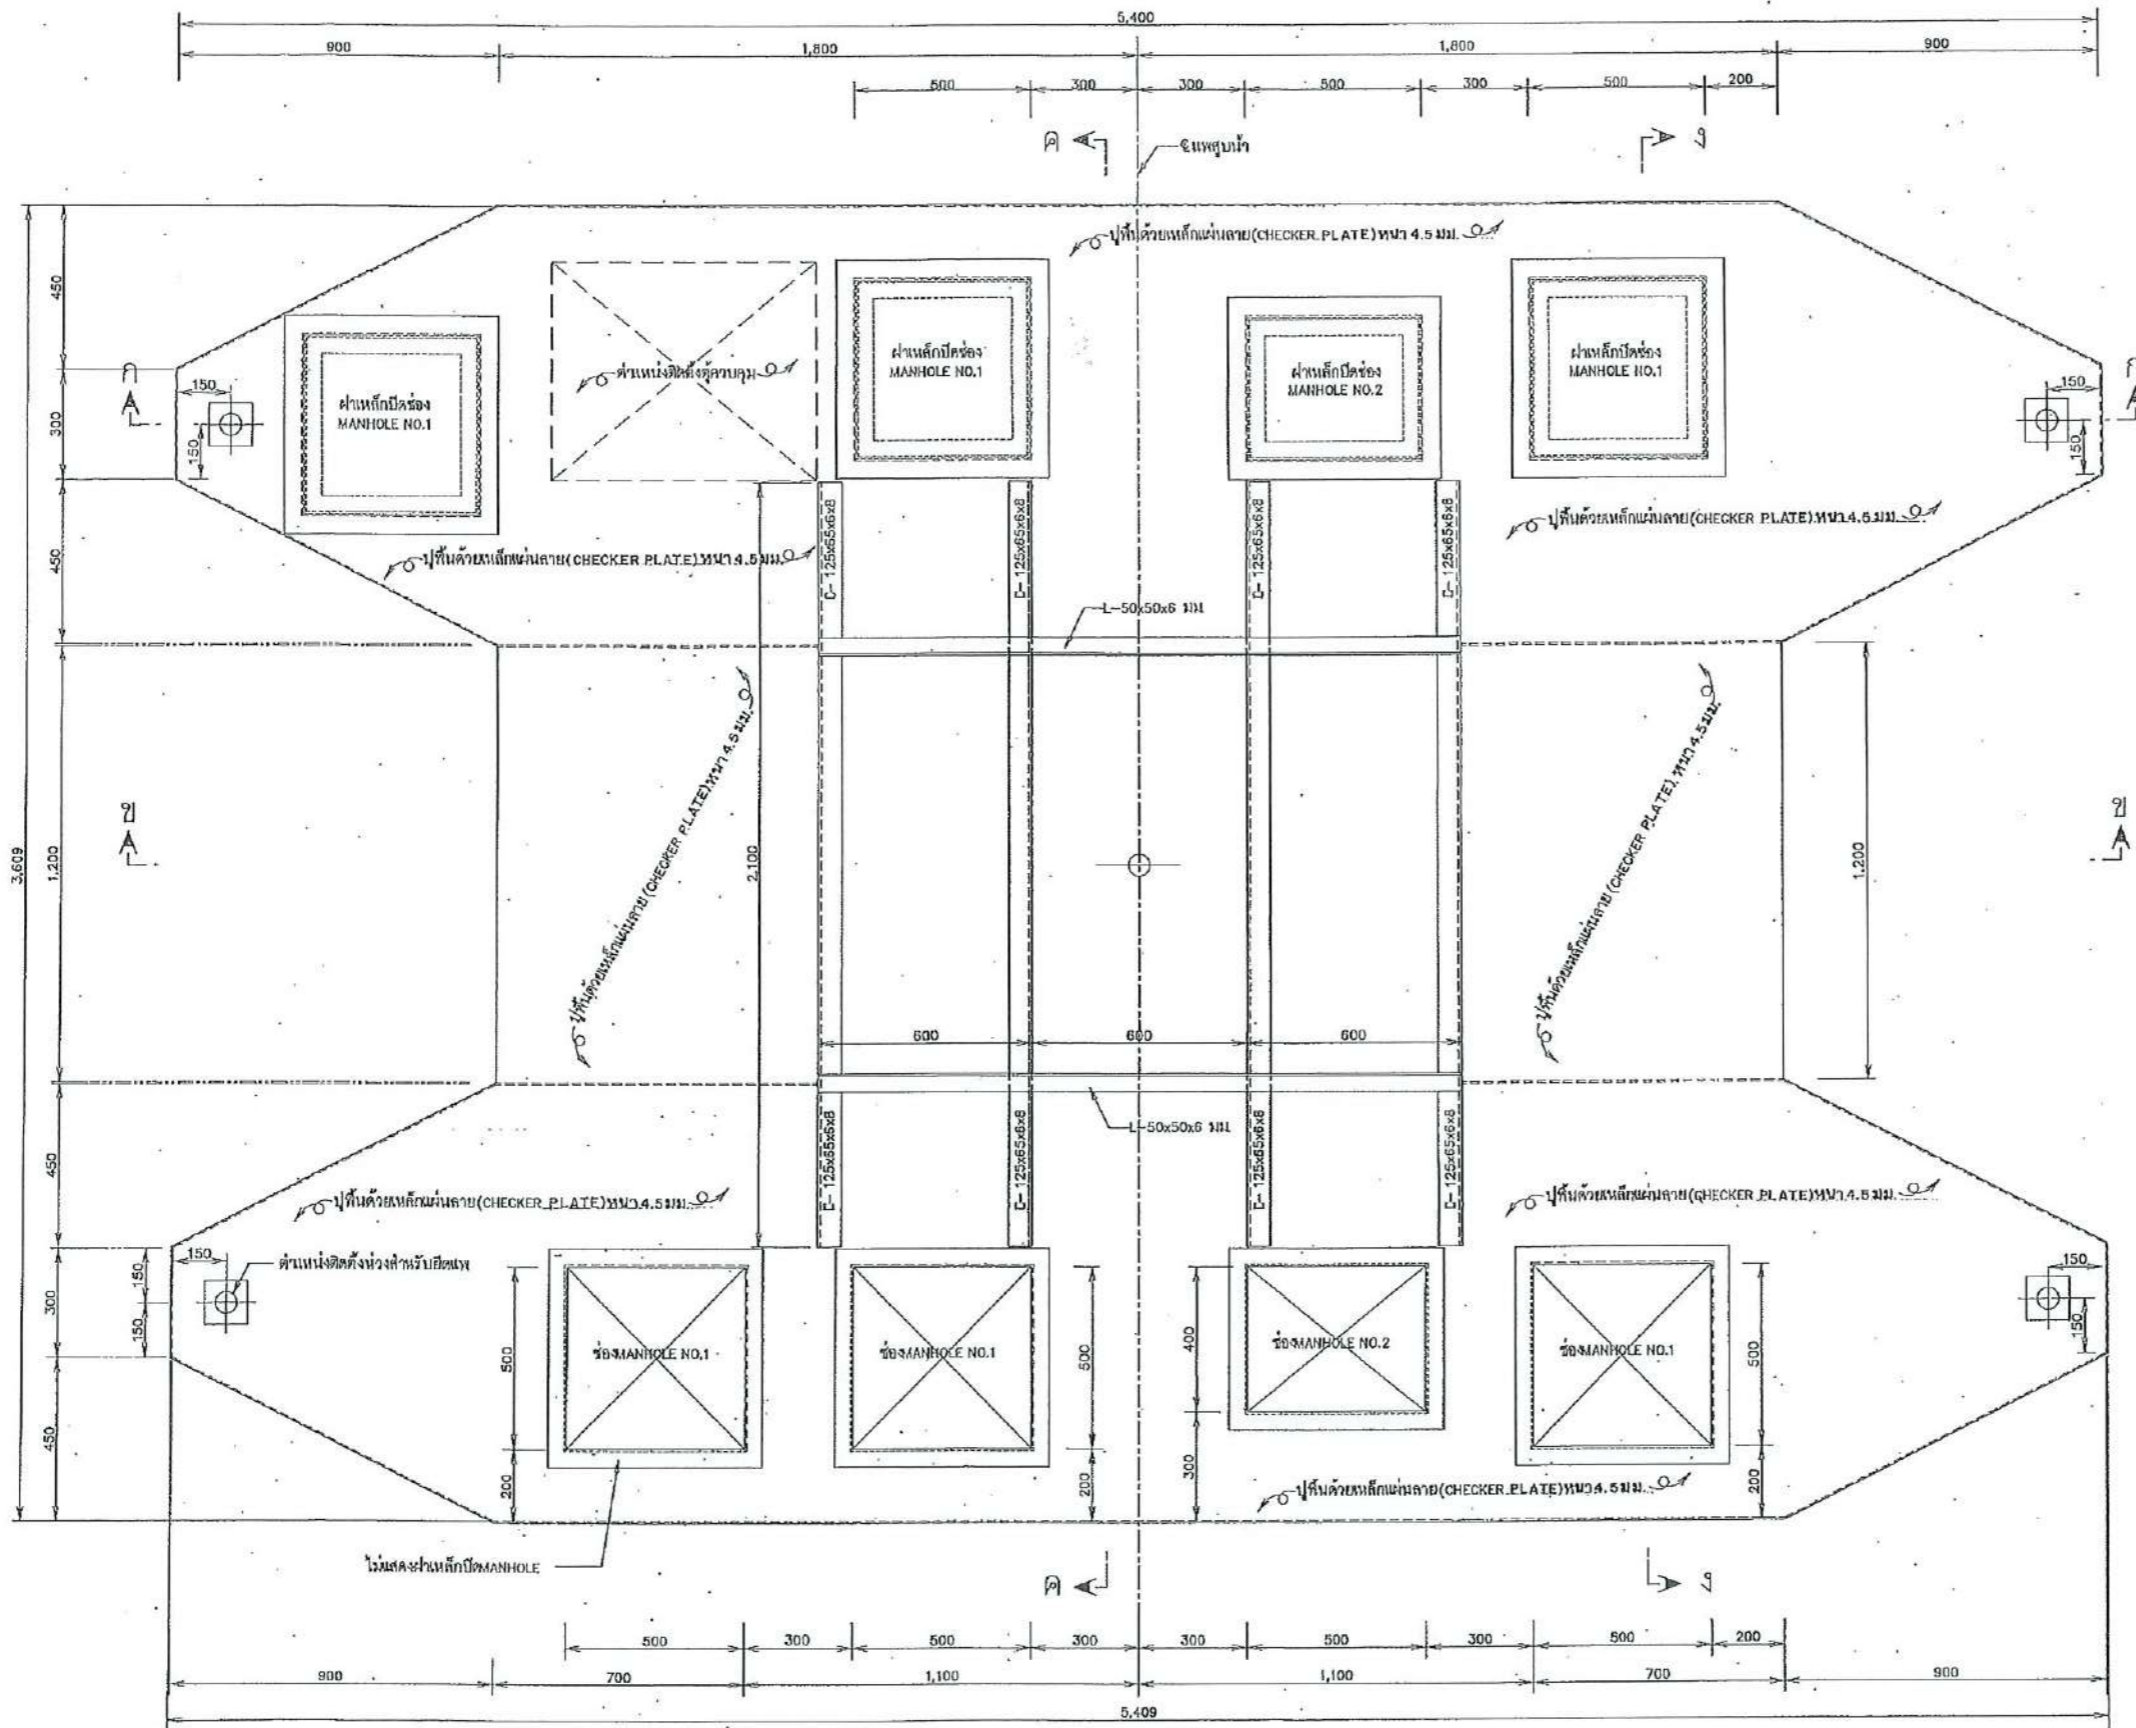 5,400
900 1,800 1,800 900
500 300 300 500 300 500 200
ค ง
℄แพสูบน้ำ
ปูพื้นด้วยเหล็กแผ่นลาย(CHECKER PLATE)หนา 4.5 มม.
450
ฝาเหล็กปิดช่อง
MANHOLE NO.1
ฝาเหล็กปิดช่อง
MANHOLE NO.1
ตำแหน่งติดตั้งตู้ควบคุม
ฝาเหล็กปิดช่อง
MANHOLE NO.2
ก ก
150 150
ฝาเหล็กปิดช่อง
MANHOLE NO.1
300
150 150
C- 125x65x6x8
C- 125x65x6x8
C- 125x65x6x8
C- 125x65x6x8
ปูพื้นด้วยเหล็กแผ่นลาย(CHECKER PLATE)หนา 4.5 มม.
ปูพื้นด้วยเหล็กแผ่นลาย(CHECKER PLATE)หนา 4.5 มม.
450
L-50x50x6 มม.
ปูพื้นด้วยเหล็กแผ่นลาย(CHECKER PLATE)หนา 4.5 มม.
ปูพื้นด้วยเหล็กแผ่นลาย(CHECKER PLATE)หนา 4.5 มม.
ข ข
3,609
1,200
2,100
1,200
600 600 600
L-50x50x6 มม.
C- 125x65x6x8
C- 125x65x6x8
C- 125x65x6x8
C- 125x65x6x8
450
ปูพื้นด้วยเหล็กแผ่นลาย(CHECKER PLATE)หนา 4.5 มม.
ปูพื้นด้วยเหล็กแผ่นลาย(CHECKER PLATE)หนา 4.5 มม.
150 150
ตำแหน่งติดตั้งห่วงสำหรับยึดแพ
300
150
150
150
500 500 400 500
ช่องMANHOLE NO.1
ช่องMANHOLE NO.1
ช่องMANHOLE NO.2
ช่องMANHOLE NO.1
450
200 200 300 200
ปูพื้นด้วยเหล็กแผ่นลาย(CHECKER PLATE)หนา 4.5 มม.
ไม่แสดงฝาเหล็กปิดMANHOLE
ค ง
500 300 500 300 300 500 300 500 200
900 700 1,100 1,100 700 900
5,409